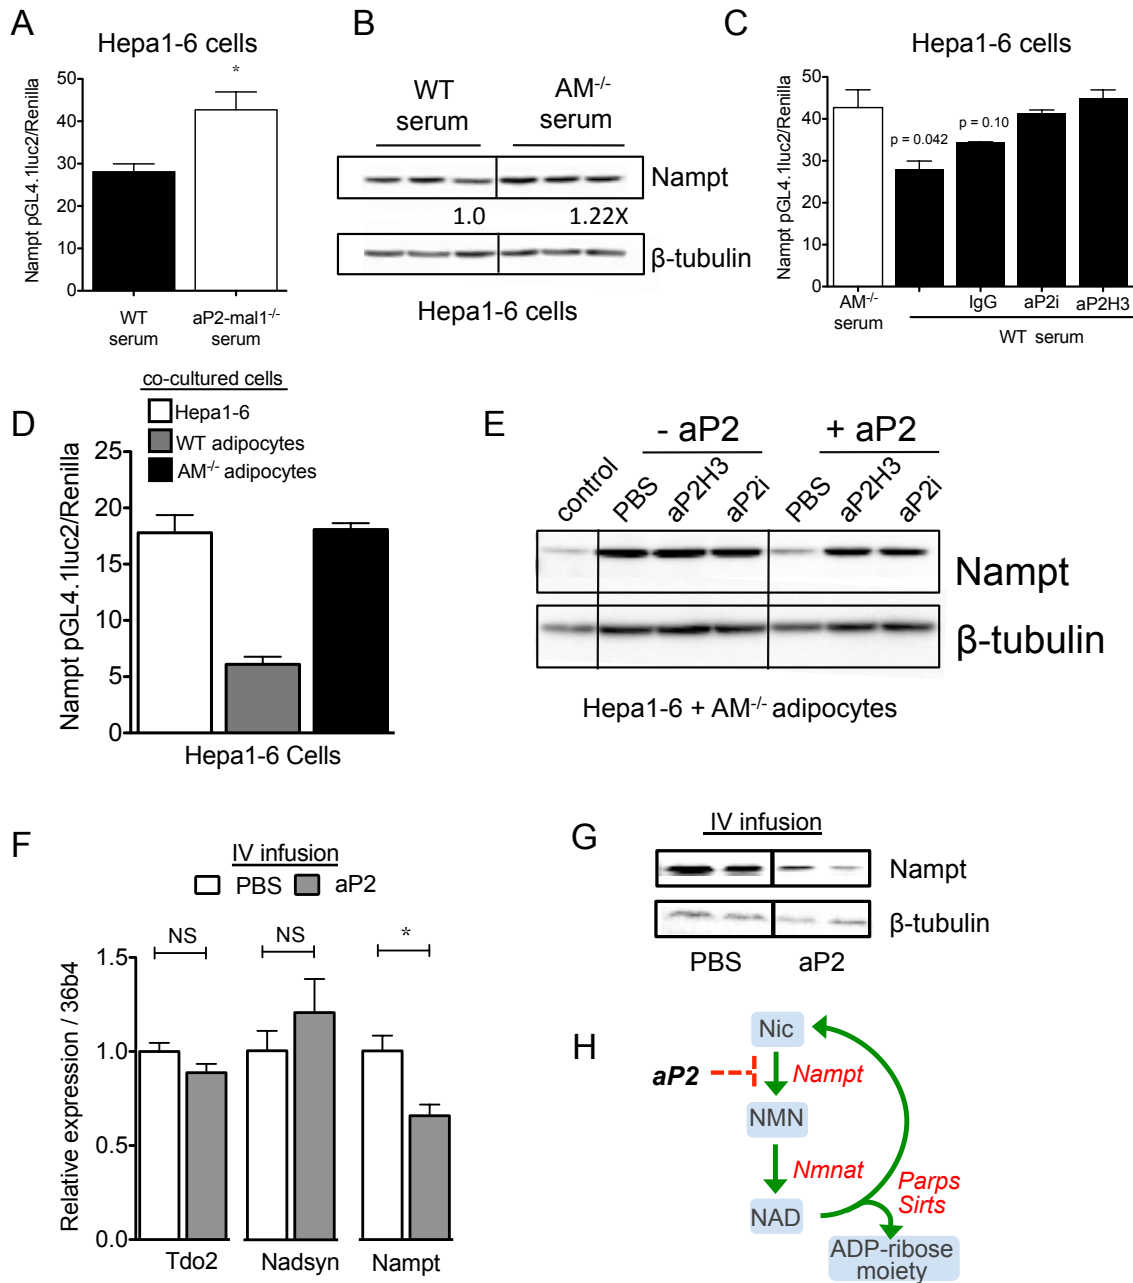 A
Hepa1-6 cells
*
50
40
30
20
10
0
Nampt pGL4.1luc2/Renilla
WT
serum
aP2-mal1-/-
serum
B
WT
serum
AM-/-
serum
Nampt
1.0
1.22X
β-tubulin
Hepa1-6 cells
C
Hepa1-6 cells
50
40
30
20
10
0
Nampt pGL4.1luc2/Renilla
p = 0.042
p = 0.10
AM-/-
serum
IgG
aP2i
aP2H3
WT serum
D
co-cultured cells
Hepa1-6
WT adipocytes
AM-/- adipocytes
25
20
15
10
5
0
Nampt pGL4.1luc2/Renilla
Hepa1-6 Cells
E
- aP2
+ aP2
control
PBS
aP2H3
aP2i
PBS
aP2H3
aP2i
Nampt
β-tubulin
Hepa1-6 + AM-/- adipocytes
F
IV infusion
PBS
aP2
NS
NS
*
1.5
1.0
0.5
0.0
Relative expression / 36b4
Tdo2
Nadsyn
Nampt
G
IV infusion
Nampt
β-tubulin
PBS
aP2
H
Nic
aP2
Nampt
NMN
Nmnat
Parps
Sirts
NAD
ADP-ribose
moiety